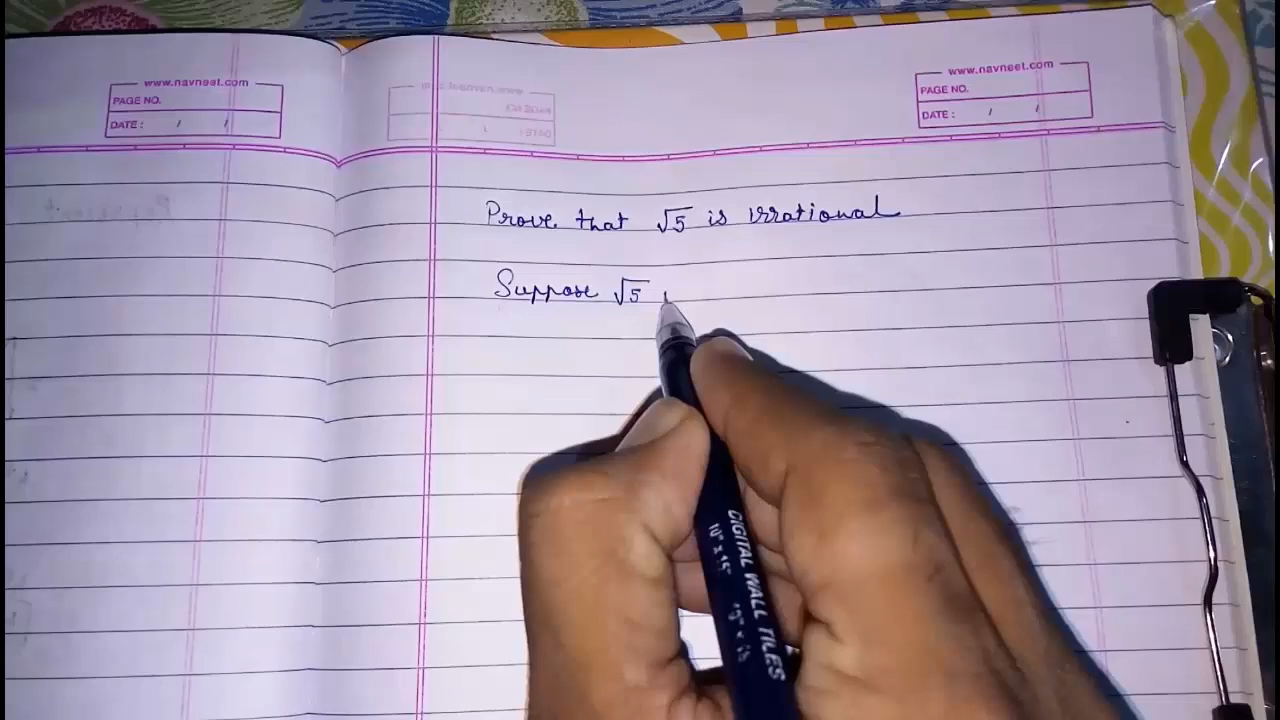 www.navneet.com
PAGE NO.
DATE : / /
www.navneet.com
PAGE NO.
DATE : / /
Prove that √5 is irrational
Suppose √5
DIGITAL WALL TILES